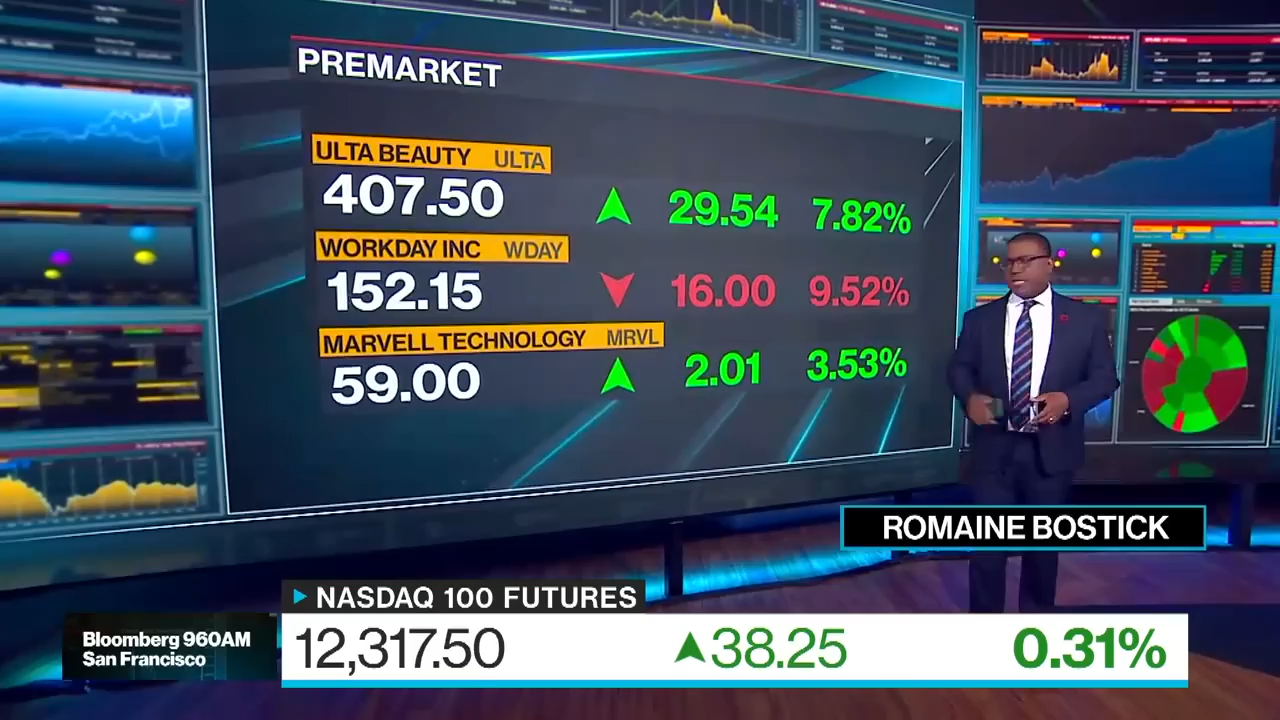 PREMARKET
ULTA BEAUTY ULTA
407.50 ▲ 29.54 7.82%
WORKDAY INC WDAY
152.15 ▼ 16.00 9.52%
MARVELL TECHNOLOGY MRVL
59.00 ▲ 2.01 3.53%
ROMAINE BOSTICK
NASDAQ 100 FUTURES
Bloomberg 960AM
San Francisco
12,317.50 ▲38.25 0.31%